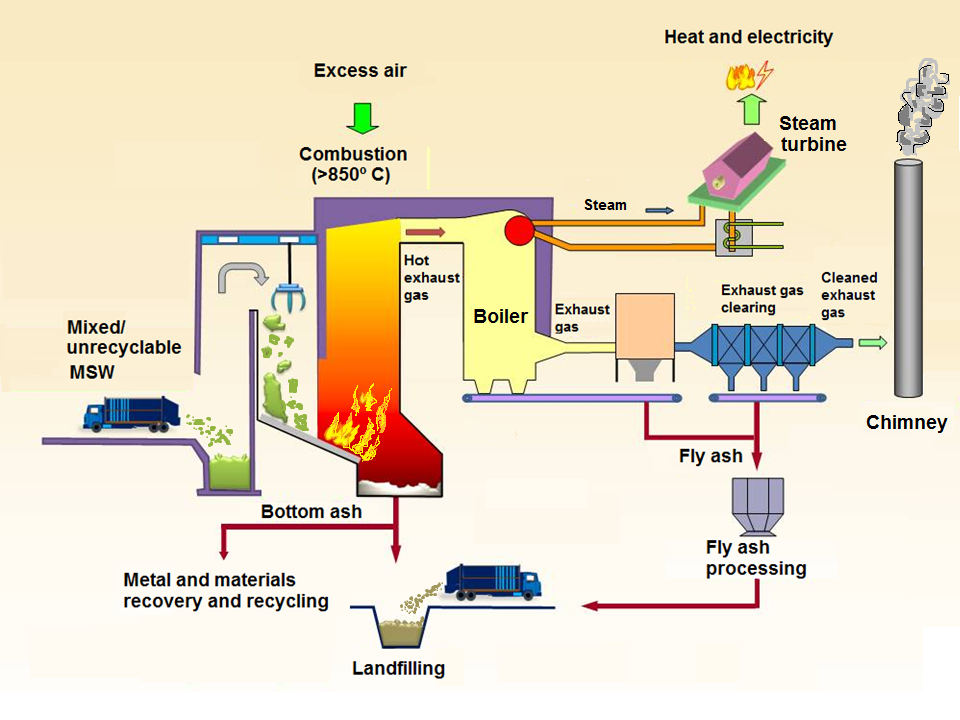 Heat and electricity
Excess air
Steam
turbine
Combustion
(>850º C)
Steam
Hot
exhaust
gas
Boiler
Exhaust
gas
Exhaust gas
clearing
Cleaned
exhaust
gas
Mixed/
unrecyclable
MSW
Chimney
Fly ash
Bottom ash
Fly ash
processing
Metal and materials
recovery and recycling
Landfilling